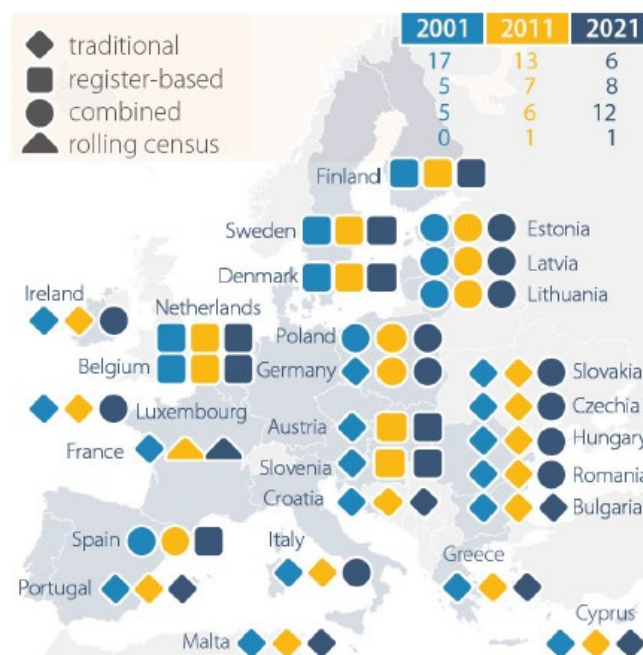 2001 2011 2021
traditional 17 13 6
register-based 5 7 8
combined 5 6 12
rolling census 0 1 1
Finland
Sweden
Estonia
Latvia
Denmark
Lithuania
Ireland
Netherlands
Poland
Belgium
Germany
Slovakia
Luxembourg
Czechia
Austria
Hungary
France
Slovenia
Romania
Croatia
Bulgaria
Spain
Italy
Greece
Portugal
Cyprus
Malta